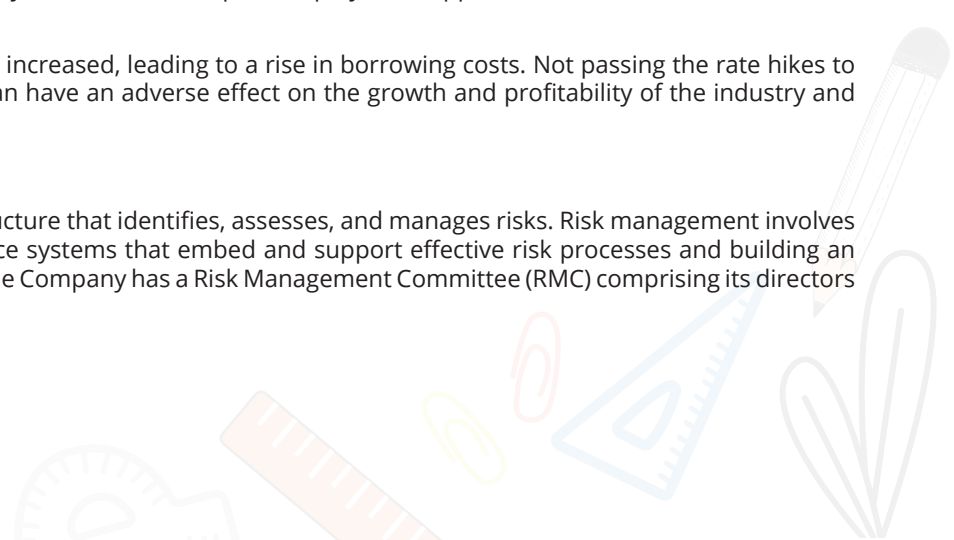 increased, leading to a rise in borrowing costs. Not passing the rate hikes to
have an adverse effect on the growth and profitability of the industry and
that identifies, assesses, and manages risks. Risk management involves
systems that embed and support effective risk processes and building an
Company has a Risk Management Committee (RMC) comprising its directors